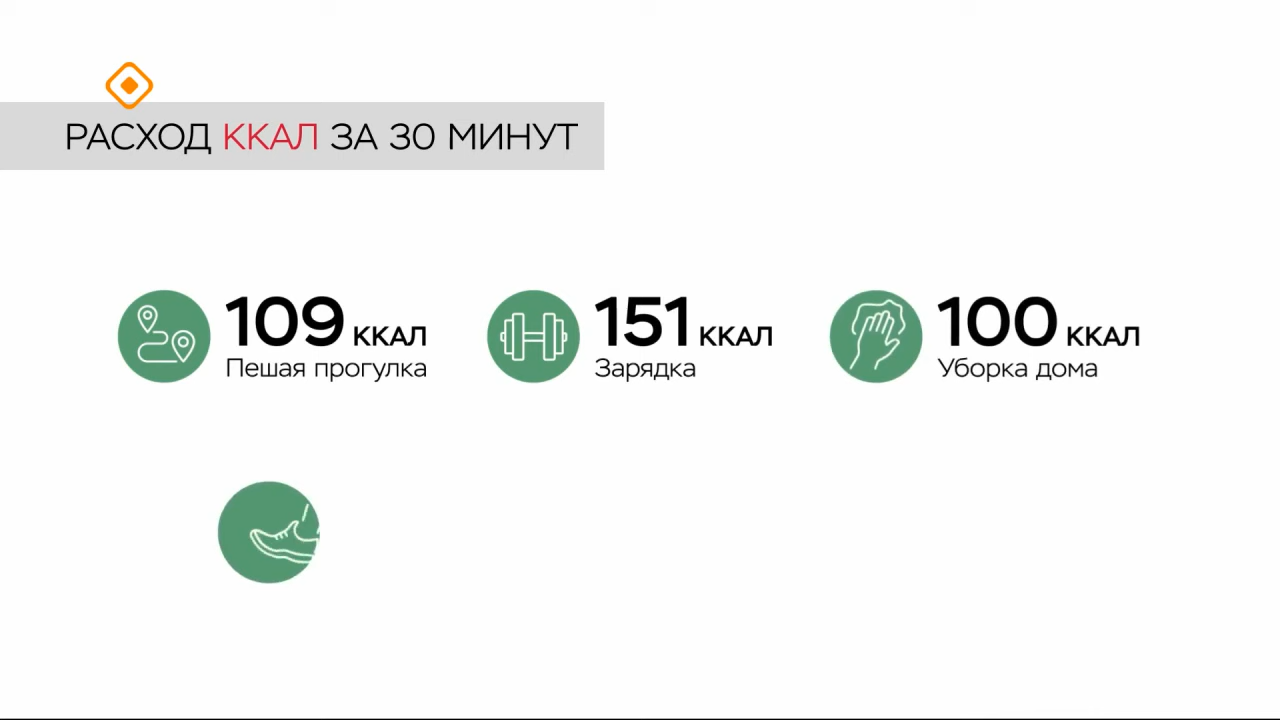 РАСХОД ККАЛ ЗА 30 МИНУТ
109 ККАЛ
Пешая прогулка
151 ККАЛ
Зарядка
100 ККАЛ
Уборка дома